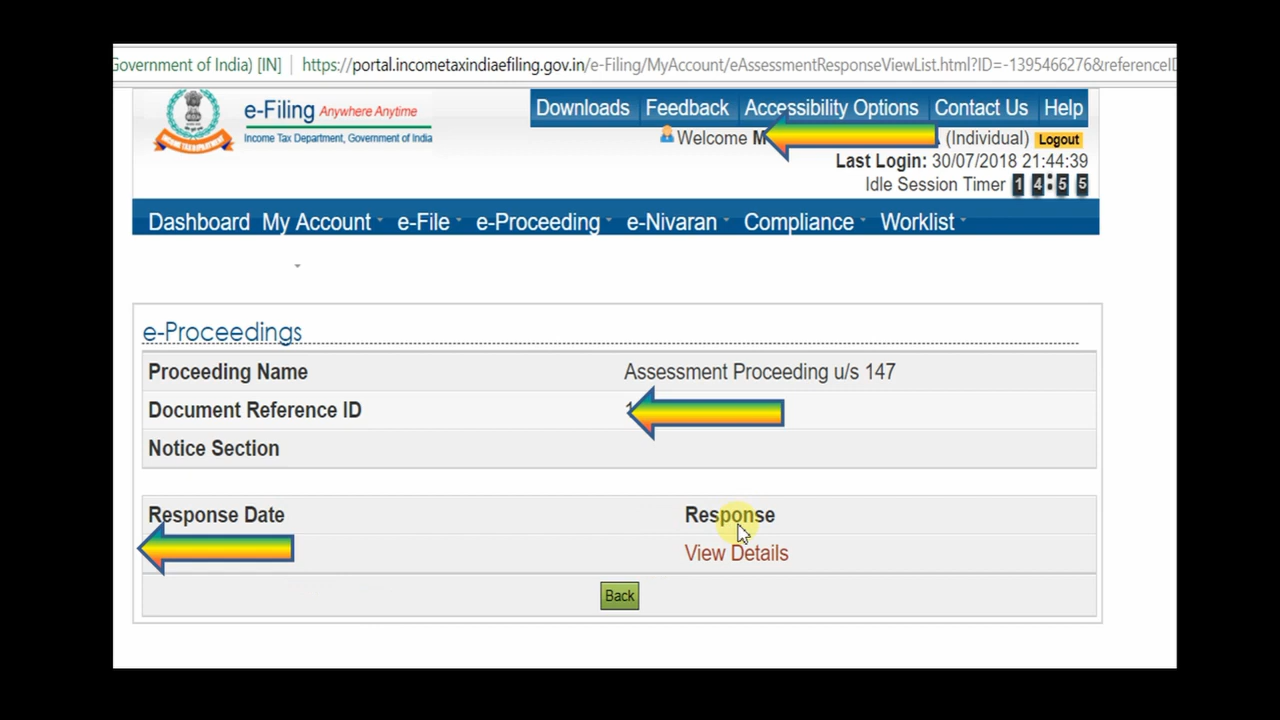 Government of India) [IN] https://portal.incometaxindiaefiling.gov.in/e-Filing/MyAccount/eAssessmentResponseViewList.html?ID=-1395466276&referenceID
e-Filing Anywhere Anytime
Income Tax Department, Government of India
Downloads Feedback Accessibility Options Contact Us Help
Welcome M (Individual) Logout
Last Login: 30/07/2018 21:44:39
Idle Session Timer 14:55
Dashboard My Account e-File e-Proceeding e-Nivaran Compliance Worklist
e-Proceedings
Proceeding Name Assessment Proceeding u/s 147
Document Reference ID 1
Notice Section
Response Date Response
View Details
Back